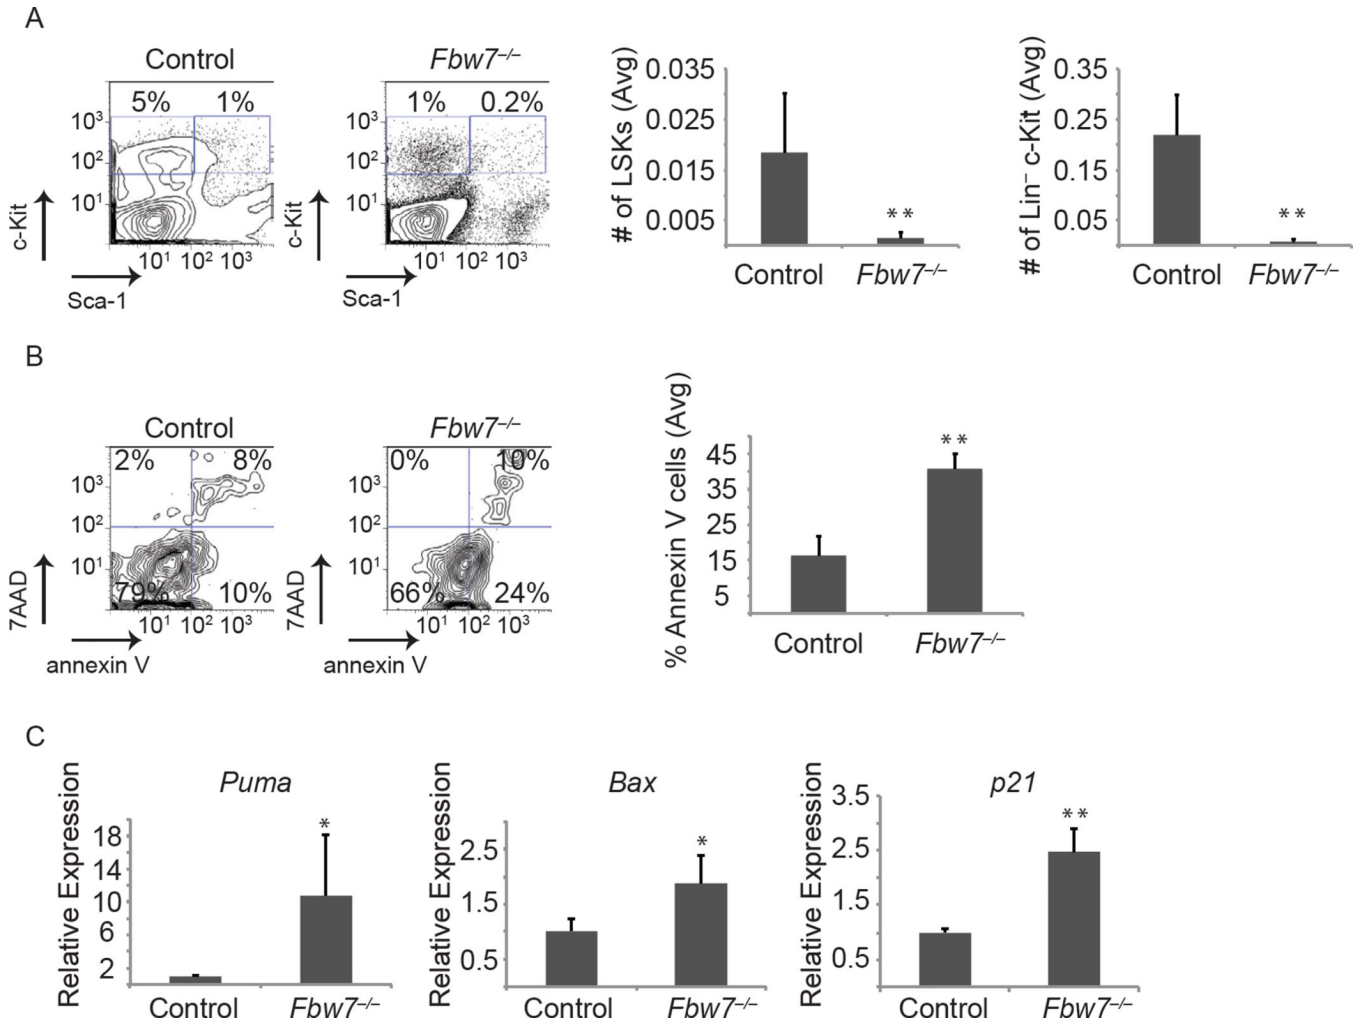 A
Control
Fbw7–/–
5%
1%
1%
0.2%
10³
10²
10¹
10³
10²
10¹
c-Kit
c-Kit
10¹ 10² 10³
10¹ 10² 10³
Sca-1
Sca-1
# of LSKs (Avg)
0.035
0.025
0.015
0.005
**
Control
Fbw7–/–
# of Lin– c-Kit (Avg)
0.35
0.25
0.15
0.05
**
Control
Fbw7–/–
B
Control
Fbw7–/–
2%
8%
0%
10%
10³
10²
10¹
10³
10²
10¹
79%
10%
66%
24%
7AAD
7AAD
10¹ 10² 10³
10¹ 10² 10³
annexin V
annexin V
% Annexin V cells (Avg)
45
35
25
15
5
**
Control
Fbw7–/–
C
Puma
Relative Expression
18
14
10
6
2
*
Control
Fbw7–/–
Bax
Relative Expression
2.5
1.5
0.5
*
Control
Fbw7–/–
p21
Relative Expression
3.5
2.5
1.5
0.5
**
Control
Fbw7–/–